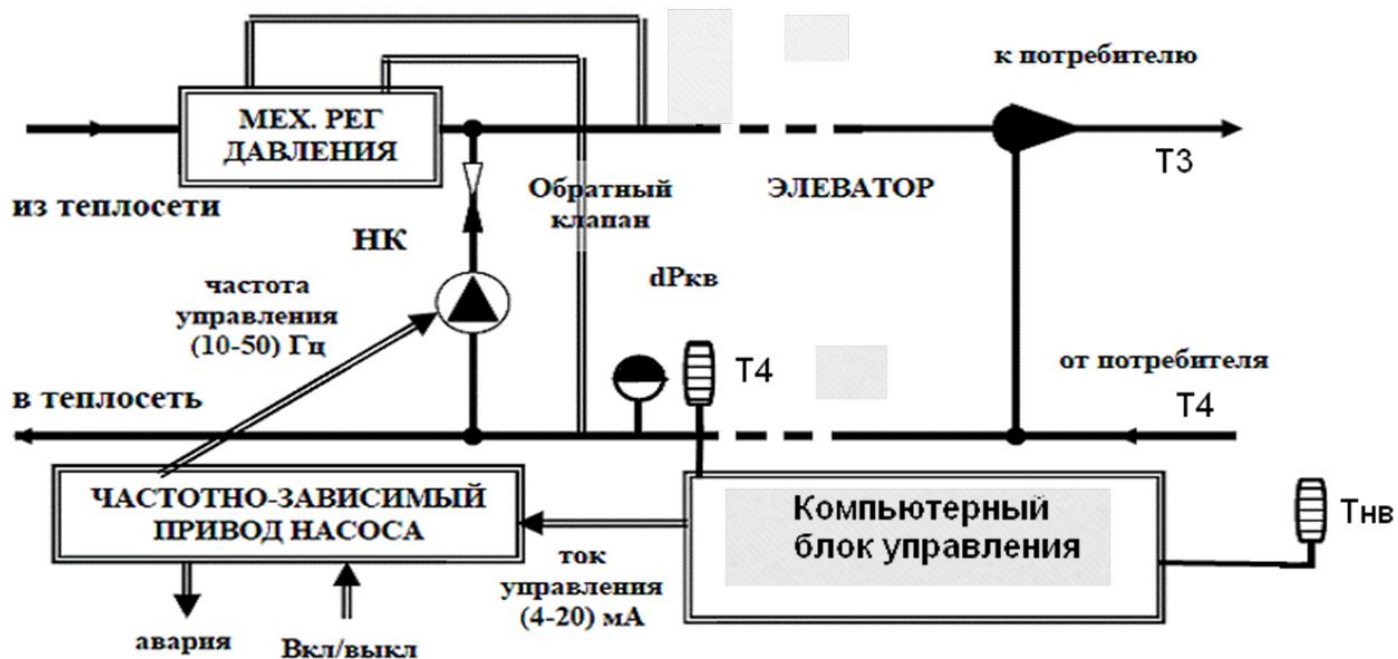 к потребителю
МЕХ. РЕГ
ДАВЛЕНИЯ
Т3
из теплосети
Обратный
клапан
ЭЛЕВАТОР
НК
dРкв
частота
управления
(10-50) Гц
Т4
от потребителя
в теплосеть
Т4
ЧАСТОТНО-ЗАВИСИМЫЙ
ПРИВОД НАСОСА
Компьютерный
блок управления
Тнв
ток
управления
(4-20) мА
авария
Вкл/выкл